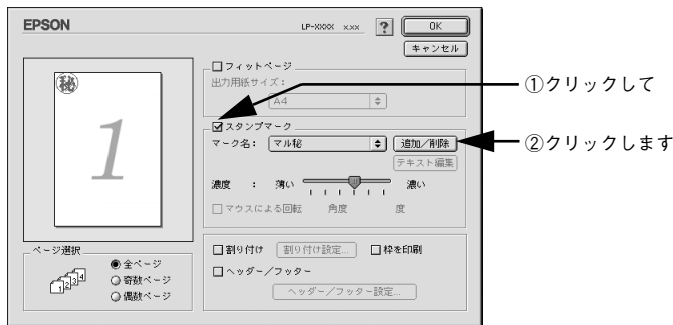 EPSON
LP-XXXX x.xx
?
OK
キャンセル
秘
1
フィットページ
出力用紙サイズ：
A4
①クリックして
スタンプマーク
マーク名： マル秘
追加／削除
②クリックします
テキスト編集
濃度 ： 薄い 濃い
マウスによる回転 角度 度
ページ選択
1 2 3 4
全ページ
奇数ページ
偶数ページ
割り付け 割り付け設定... 枠を印刷
ヘッダー／フッター
ヘッダー／フッター設定...